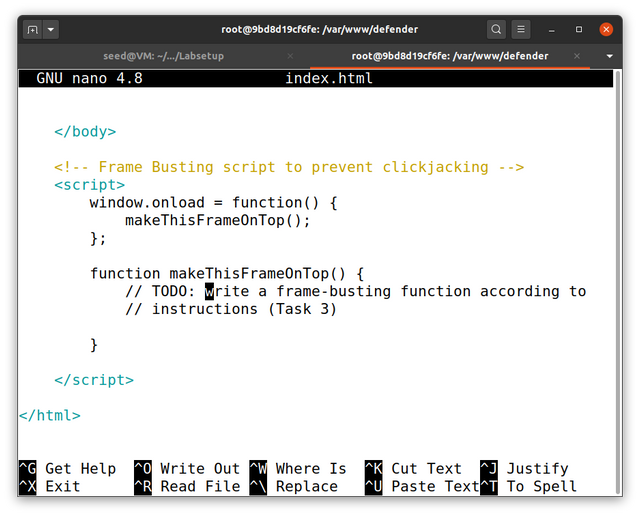 root@9bd8d19cf6fe: /var/www/defender
seed@VM: ~/.../Labsetup
root@9bd8d19cf6fe: /var/www/defender
GNU nano 4.8 index.html
</body>
<!-- Frame Busting script to prevent clickjacking -->
<script>
window.onload = function() {
makeThisFrameOnTop();
};
function makeThisFrameOnTop() {
// TODO: write a frame-busting function according to
// instructions (Task 3)
}
</script>
</html>
^G Get Help ^O Write Out ^W Where Is ^K Cut Text ^J Justify
^X Exit ^R Read File ^\ Replace ^U Paste Text ^T To Spell